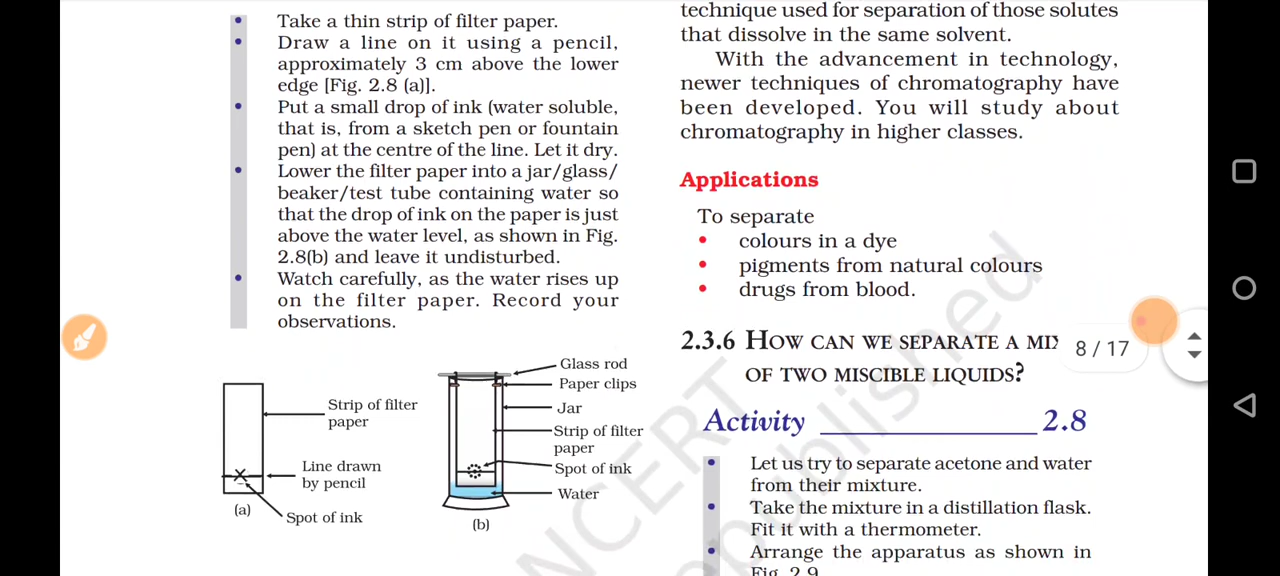 Take a thin strip of filter paper.
Draw a line on it using a pencil,
approximately 3 cm above the lower
edge [Fig. 2.8 (a)].
Put a small drop of ink (water soluble,
that is, from a sketch pen or fountain
pen) at the centre of the line. Let it dry.
Lower the filter paper into a jar/glass/
beaker/test tube containing water so
that the drop of ink on the paper is just
above the water level, as shown in Fig.
2.8(b) and leave it undisturbed.
Watch carefully, as the water rises up
on the filter paper. Record your
observations.
Strip of filter
paper
Line drawn
by pencil
Spot of ink
(a)
Glass rod
Paper clips
Jar
Strip of filter
paper
Spot of ink
Water
(b)
technique used for separation of those solutes
that dissolve in the same solvent.
With the advancement in technology,
newer techniques of chromatography have
been developed. You will study about
chromatography in higher classes.
Applications
To separate
colours in a dye
pigments from natural colours
drugs from blood.
2.3.6 HOW CAN WE SEPARATE A MIX
OF TWO MISCIBLE LIQUIDS?
8 / 17
Activity 2.8
Let us try to separate acetone and water
from their mixture.
Take the mixture in a distillation flask.
Fit it with a thermometer.
Arrange the apparatus as shown in
Fig. 2.9
NCERT
republished